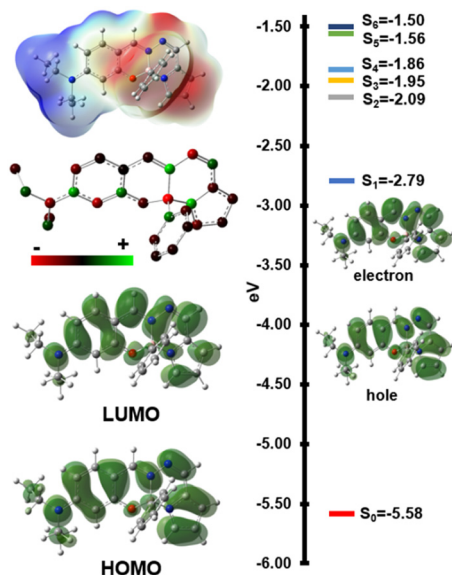 - +
LUMO
HOMO
eV
-1.50
-2.00
-2.50
-3.00
-3.50
-4.00
-4.50
-5.00
-5.50
-6.00
S₆=-1.50
S₅=-1.56
S₄=-1.86
S₃=-1.95
S₂=-2.09
S₁=-2.79
electron
hole
S₀=-5.58